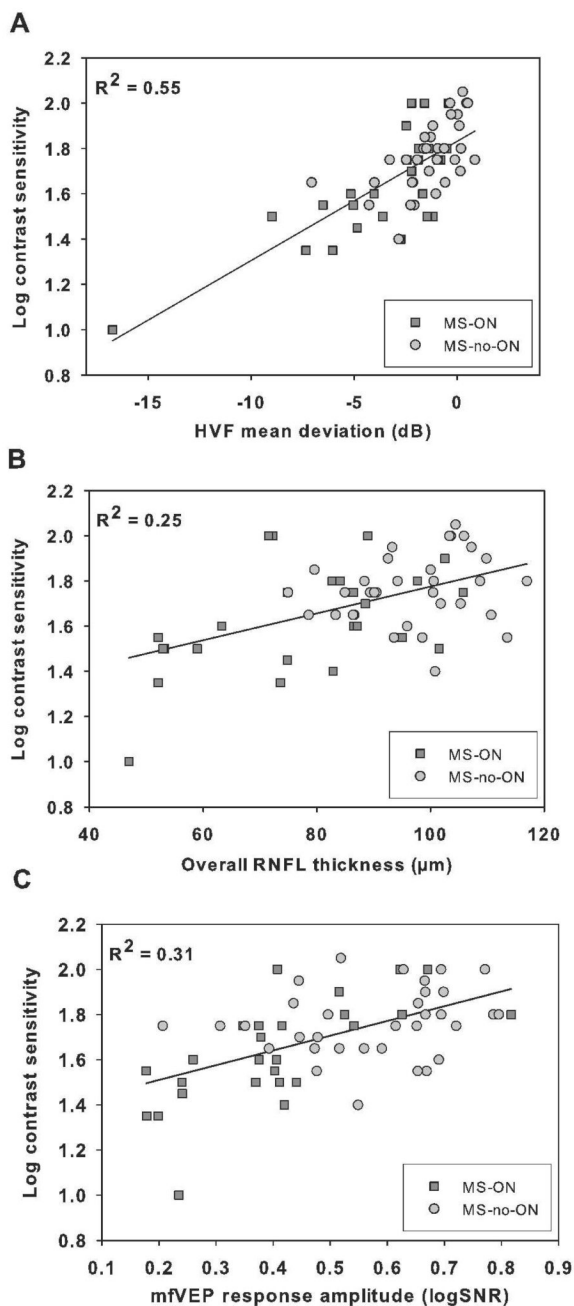 A
R² = 0.55
Log contrast sensitivity
2.2
2.0
1.8
1.6
1.4
1.2
1.0
0.8
MS-ON
MS-no-ON
-15 -10 -5 0
HVF mean deviation (dB)
B
R² = 0.25
Log contrast sensitivity
2.2
2.0
1.8
1.6
1.4
1.2
1.0
0.8
MS-ON
MS-no-ON
40 60 80 100 120
Overall RNFL thickness (µm)
C
R² = 0.31
Log contrast sensitivity
2.2
2.0
1.8
1.6
1.4
1.2
1.0
0.8
MS-ON
MS-no-ON
0.1 0.2 0.3 0.4 0.5 0.6 0.7 0.8 0.9
mfVEP response amplitude (logSNR)